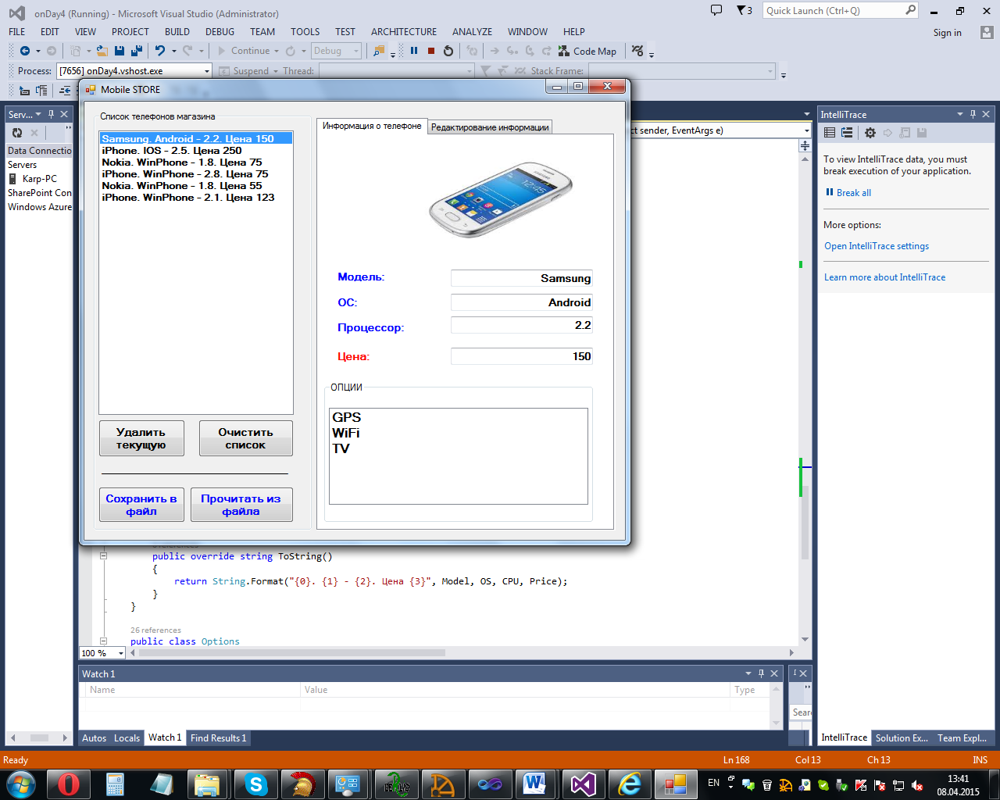 onDay4 (Running) - Microsoft Visual Studio (Administrator)
3
Quick Launch (Ctrl+Q)
FILE EDIT VIEW PROJECT BUILD DEBUG TEAM TOOLS TEST ARCHITECTURE ANALYZE WINDOW HELP
Sign in
Continue
Debug
Code Map
Process: [7656] onDay4.vshost.exe
Suspend
Thread:
Stack Frame:
Mobile STORE
Serv...
Data Connectio
Servers
Karp-PC
SharePoint Con
Windows Azure
Список телефонов магазина
Samsung. Android - 2.2. Цена 150
iPhone. IOS - 2.5. Цена 250
Nokia. WinPhone - 1.8. Цена 75
iPhone. WinPhone - 2.8. Цена 75
Nokia. WinPhone - 1.8. Цена 55
iPhone. WinPhone - 2.1. Цена 123
Удалить текущую
Очистить список
Сохранить в файл
Прочитать из файла
Информация о телефоне
Редактирование информации
12:45
Модель: Samsung
ОС: Android
Процессор: 2.2
Цена: 150
ОПЦИИ
GPS
WiFi
TV
ct sender, EventArgs e)
IntelliTrace
To view IntelliTrace data, you must
break execution of your application.
Break all
More options:
Open IntelliTrace settings
Learn more about IntelliTrace
public override string ToString()
{
return String.Format("{0}. {1} - {2}. Цена {3}", Model, OS, CPU, Price);
}
}
26 references
public class Options
100 %
Watch 1
Name Value Type
Sear
Autos Locals Watch 1 Find Results 1
IntelliTrace Solution Ex... Team Expl...
Ready
Ln 168 Col 13 Ch 13 INS
EN
13:41
08.04.2015